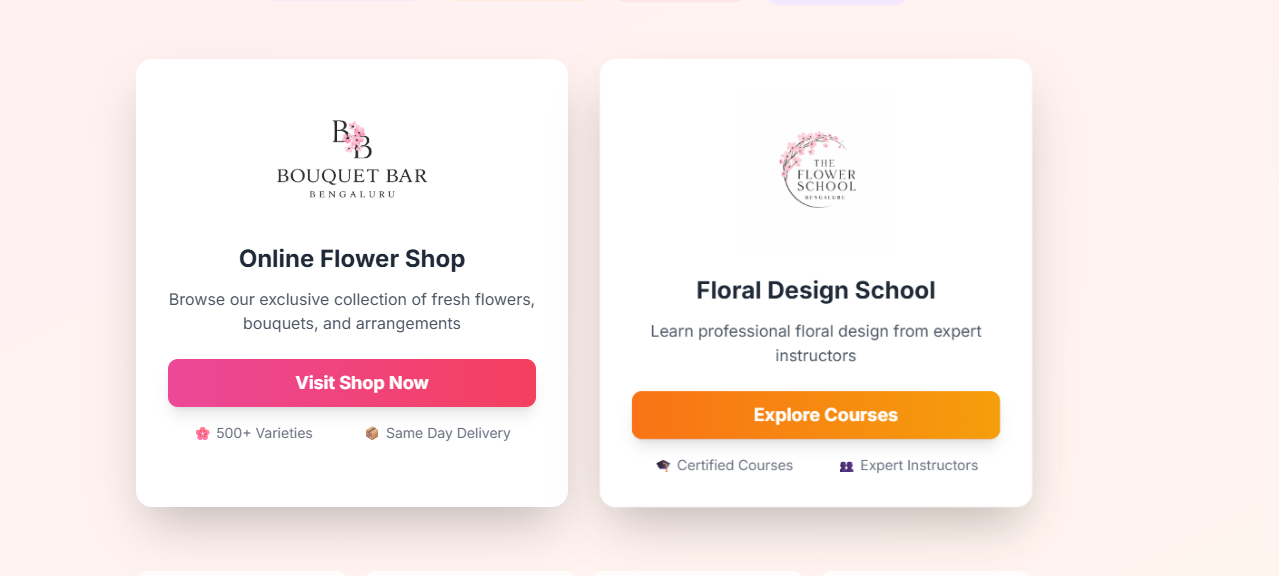 BB
BOUQUET BAR
BENGALURU
Online Flower Shop
Browse our exclusive collection of fresh flowers,
bouquets, and arrangements
Visit Shop Now
500+ Varieties
Same Day Delivery
THE
FLOWER
SCHOOL
BENGALURU
Floral Design School
Learn professional floral design from expert
instructors
Explore Courses
Certified Courses
Expert Instructors